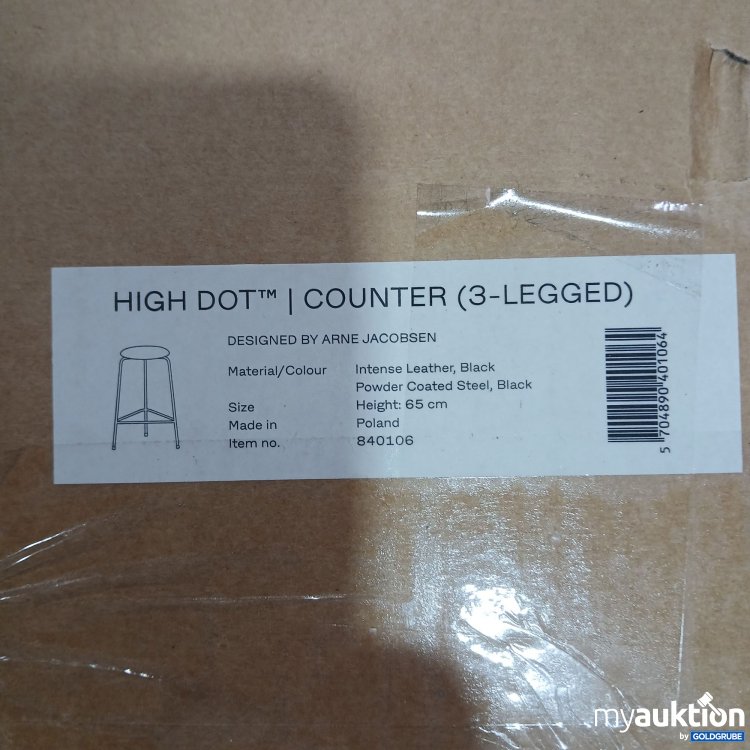 HIGH DOT™ | COUNTER (3-LEGGED)
DESIGNED BY ARNE JACOBSEN
Material/Colour Intense Leather, Black
Powder Coated Steel, Black
Size Height: 65 cm
Made in Poland
Item no. 840106
5 704890 401064
myauktion
by GOLDGRUBE